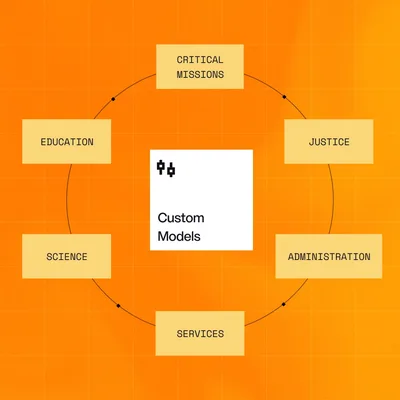 CRITICAL
MISSIONS
EDUCATION
JUSTICE
Custom
Models
SCIENCE
ADMINISTRATION
SERVICES